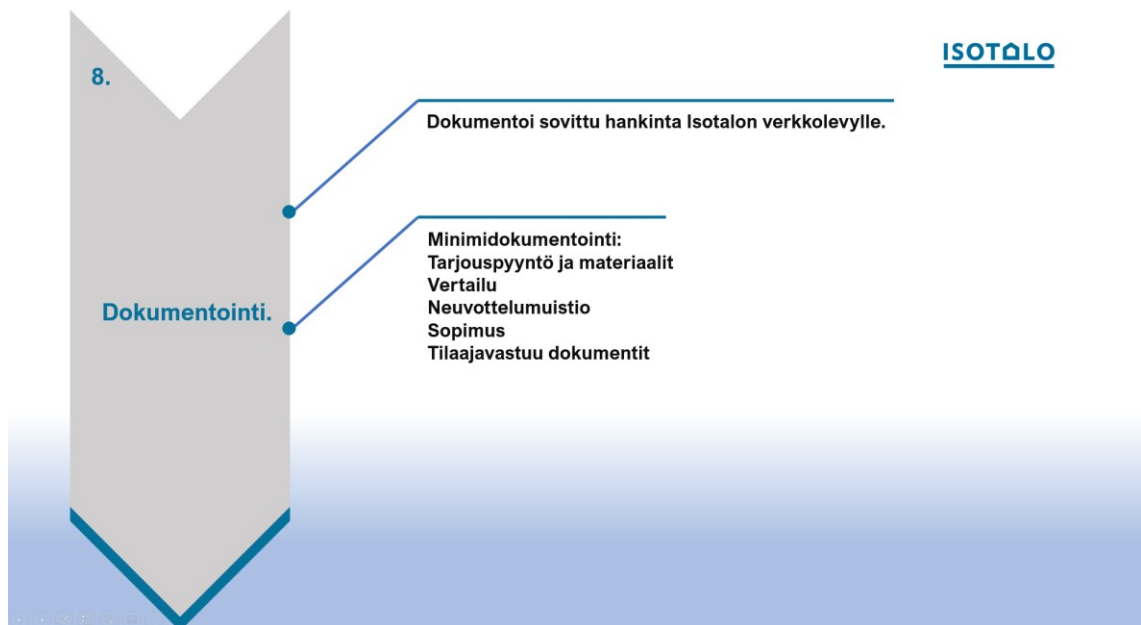 8.
ISOTALO
Dokumentoi sovittu hankinta Isotalon verkkolevylle.
Minimidokumentointi:
Tarjouspyyntö ja materiaalit
Vertailu
Neuvottelumuistio
Sopimus
Tilaajavastuu dokumentit
Dokumentointi.